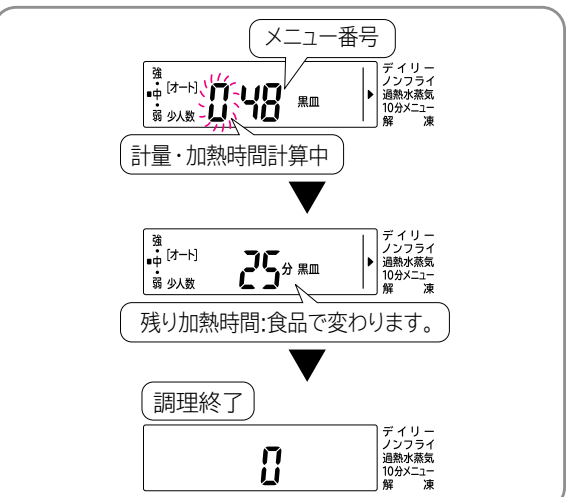 メニュー番号
強
中
弱
[オート]
少人数
048
黒皿
デイリー
ノンフライ
過熱水蒸気
10分メニュー
解 凍
計量・加熱時間計算中
強
中
弱
[オート]
少人数
25分 黒皿
デイリー
ノンフライ
過熱水蒸気
10分メニュー
解 凍
残り加熱時間:食品で変わります。
調理終了
0
デイリー
ノンフライ
過熱水蒸気
10分メニュー
解 凍